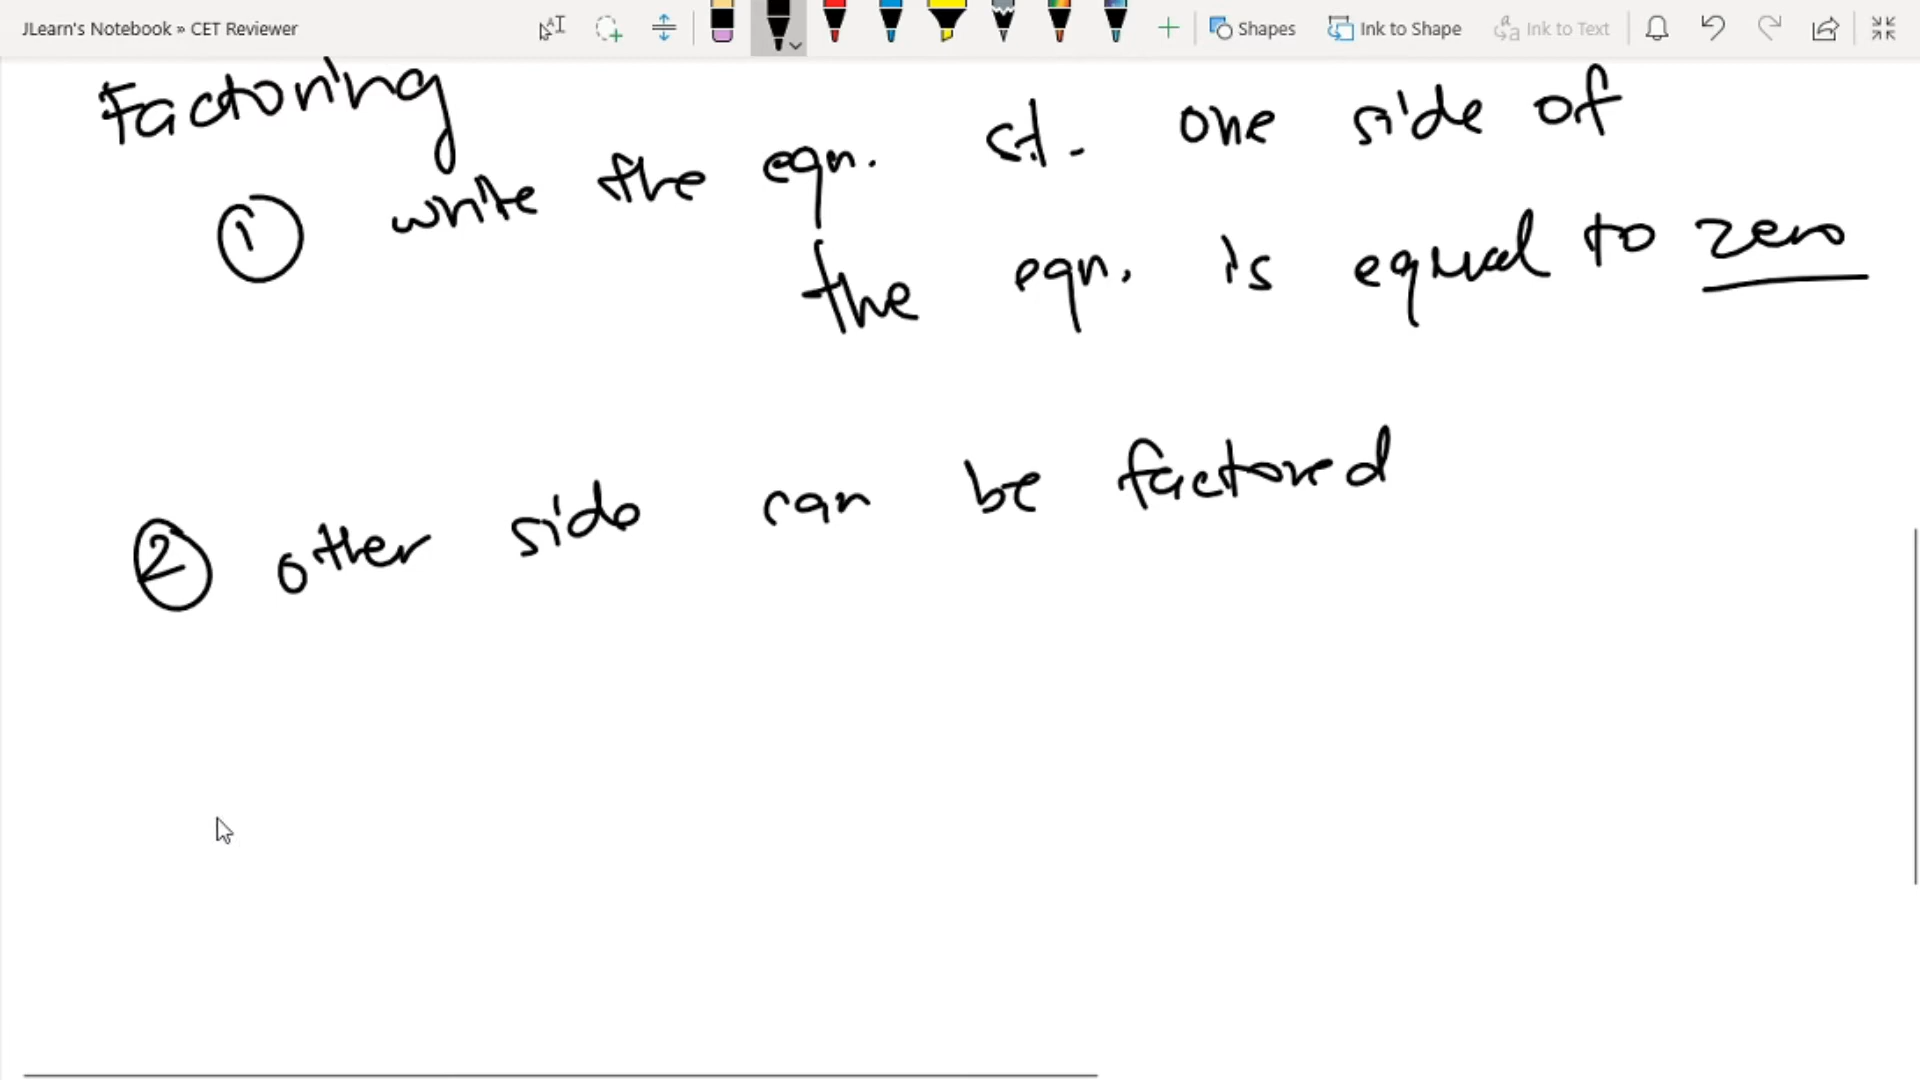 JLearn's Notebook » CET Reviewer
Shapes
Ink to Shape
Ink to Text
Factoring
① write the eqn. st. one side of
the eqn. is equal to zero
② other side can be factored